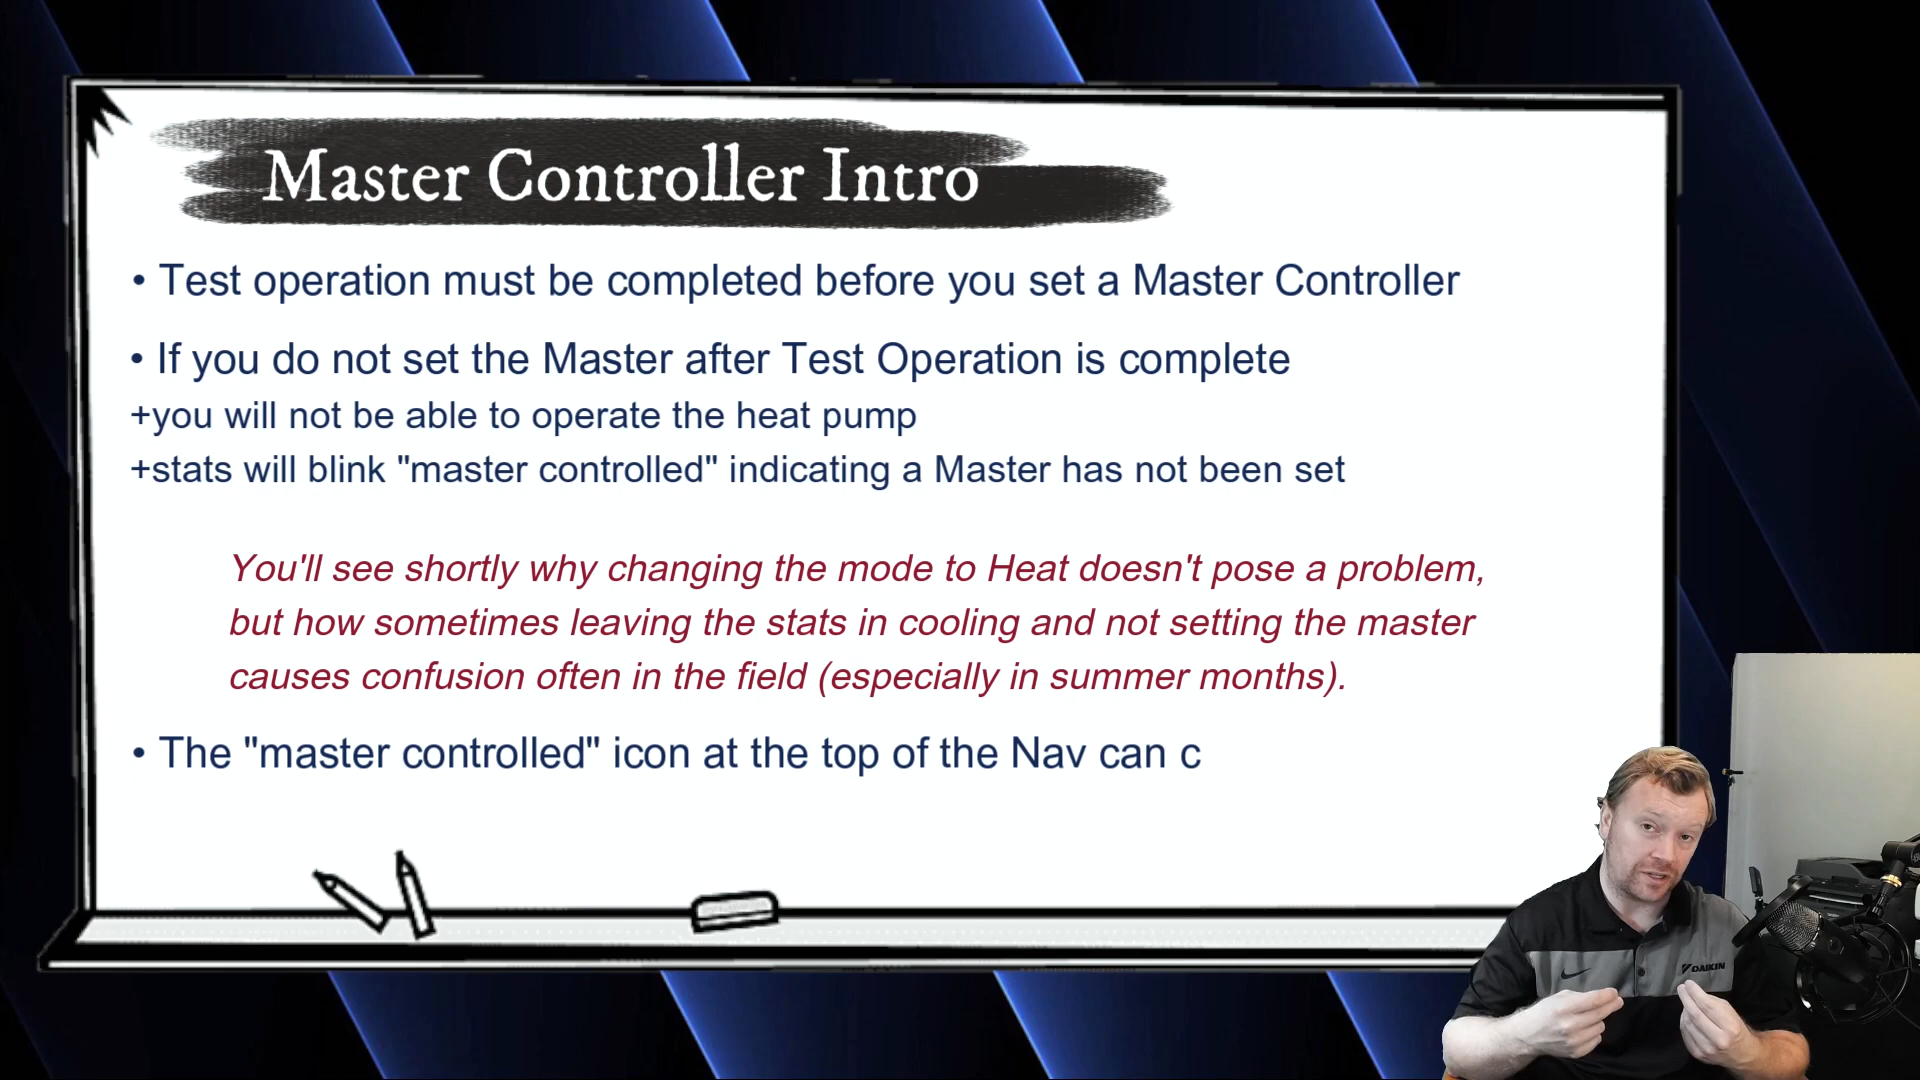 Master Controller Intro
• Test operation must be completed before you set a Master Controller
• If you do not set the Master after Test Operation is complete
+you will not be able to operate the heat pump
+stats will blink "master controlled" indicating a Master has not been set
You'll see shortly why changing the mode to Heat doesn't pose a problem,
but how sometimes leaving the stats in cooling and not setting the master
causes confusion often in the field (especially in summer months).
• The "master controlled" icon at the top of the Nav can c
DAIKIN